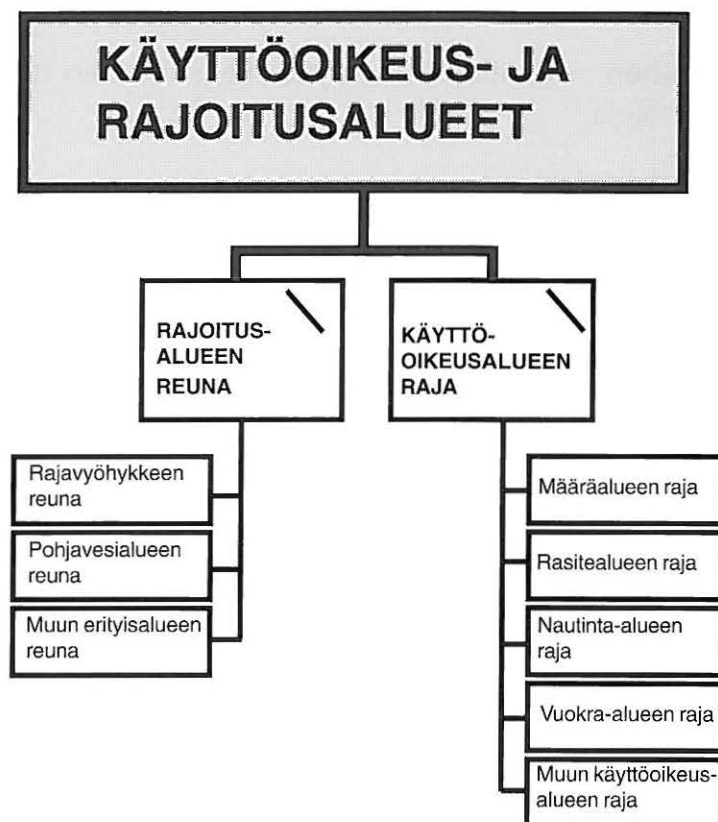 KÄYTTÖOIKEUS- JA
RAJOITUSALUEET
RAJOITUS-
ALUEEN
REUNA
Rajavyöhykkeen
reuna
Pohjavesialueen
reuna
Muun erityisalueen
reuna
KÄYTTÖ-
OIKEUSALUEEN
RAJA
Määräalueen raja
Rasitealueen raja
Nautinta-alueen
raja
Vuokra-alueen raja
Muun käyttöoikeus-
alueen raja